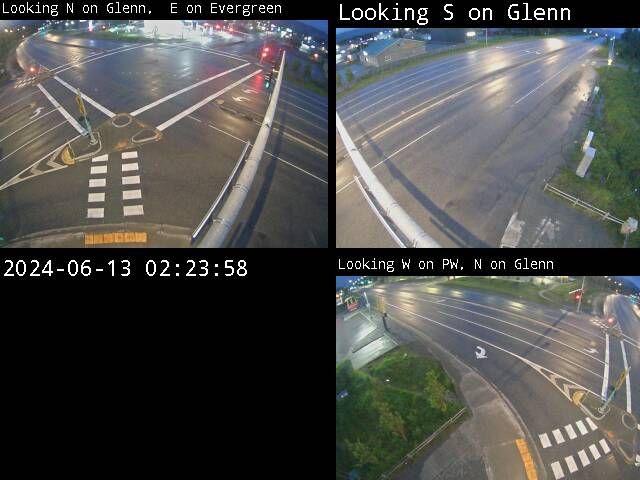 Looking N on Glenn,  E on Evergreen
Looking S on Glenn
2024-06-13 02:23:58
Looking W on PW, N on Glenn